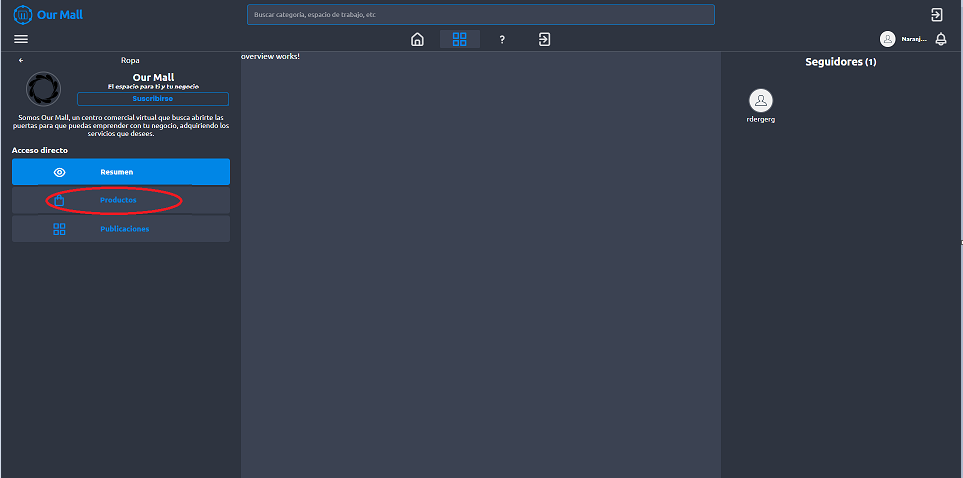 Our Mall
Buscar categoría, espacio de trabajo, etc
?
Naranj...
Ropa
Our Mall
El espacio para ti y tu negocio
Suscribirse
Somos Our Mall, un centro comercial virtual que busca abrirte las
puertas para que puedas emprender con tu negocio, adquiriendo los
servicios que desees.
Acceso directo
Resumen
Productos
Publicaciones
overview works!
Seguidores (1)
rdergerg